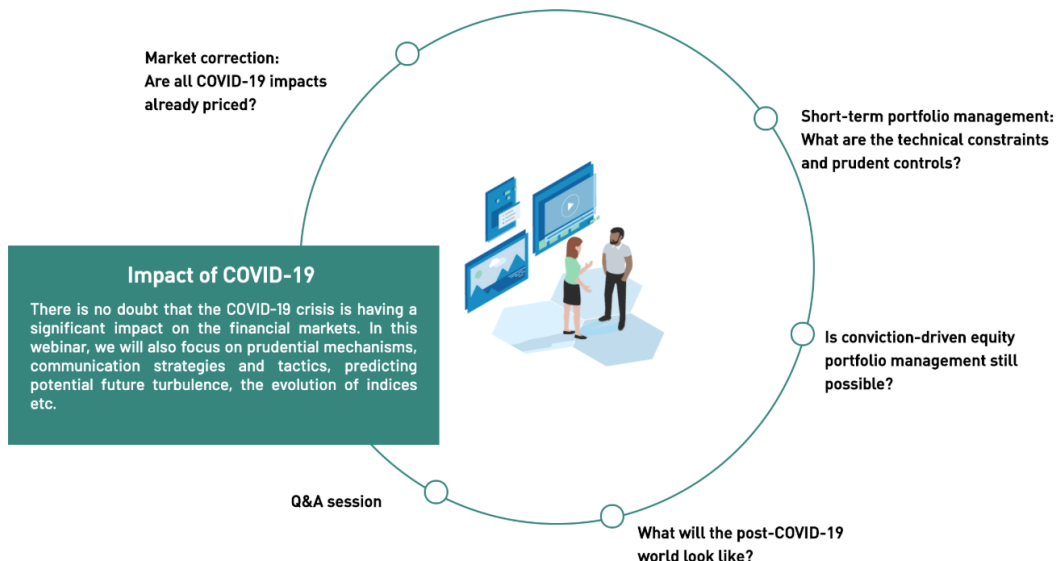 Market correction:
Are all COVID-19 impacts
already priced?
Short-term portfolio management:
What are the technical constraints
and prudent controls?
Impact of COVID-19
There is no doubt that the COVID-19 crisis is having a
significant impact on the financial markets. In this
webinar, we will also focus on prudential mechanisms,
communication strategies and tactics, predicting
potential future turbulence, the evolution of indices
etc.
Is conviction-driven equity
portfolio management still
possible?
Q&A session
What will the post-COVID-19
world look like?